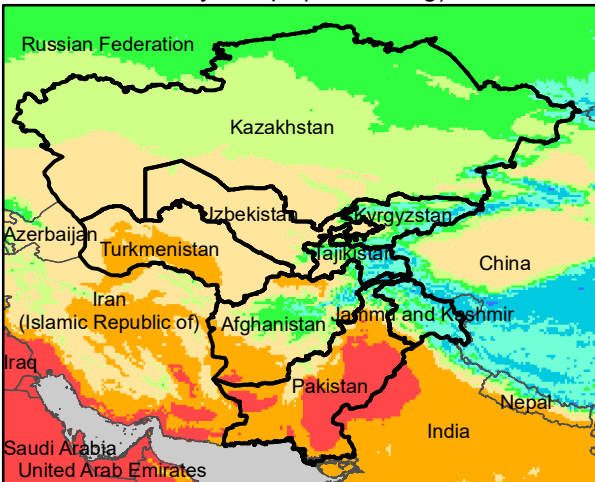 Russian Federation
Kazakhstan
Uzbekistan
Kyrgyzstan
Azerbaijan
Turkmenistan
Tajikistan
China
Iran
(Islamic Republic of)
Afghanistan
Jammu and Kashmir
Iraq
Pakistan
Nepal
India
Saudi Arabia
United Arab Emirates